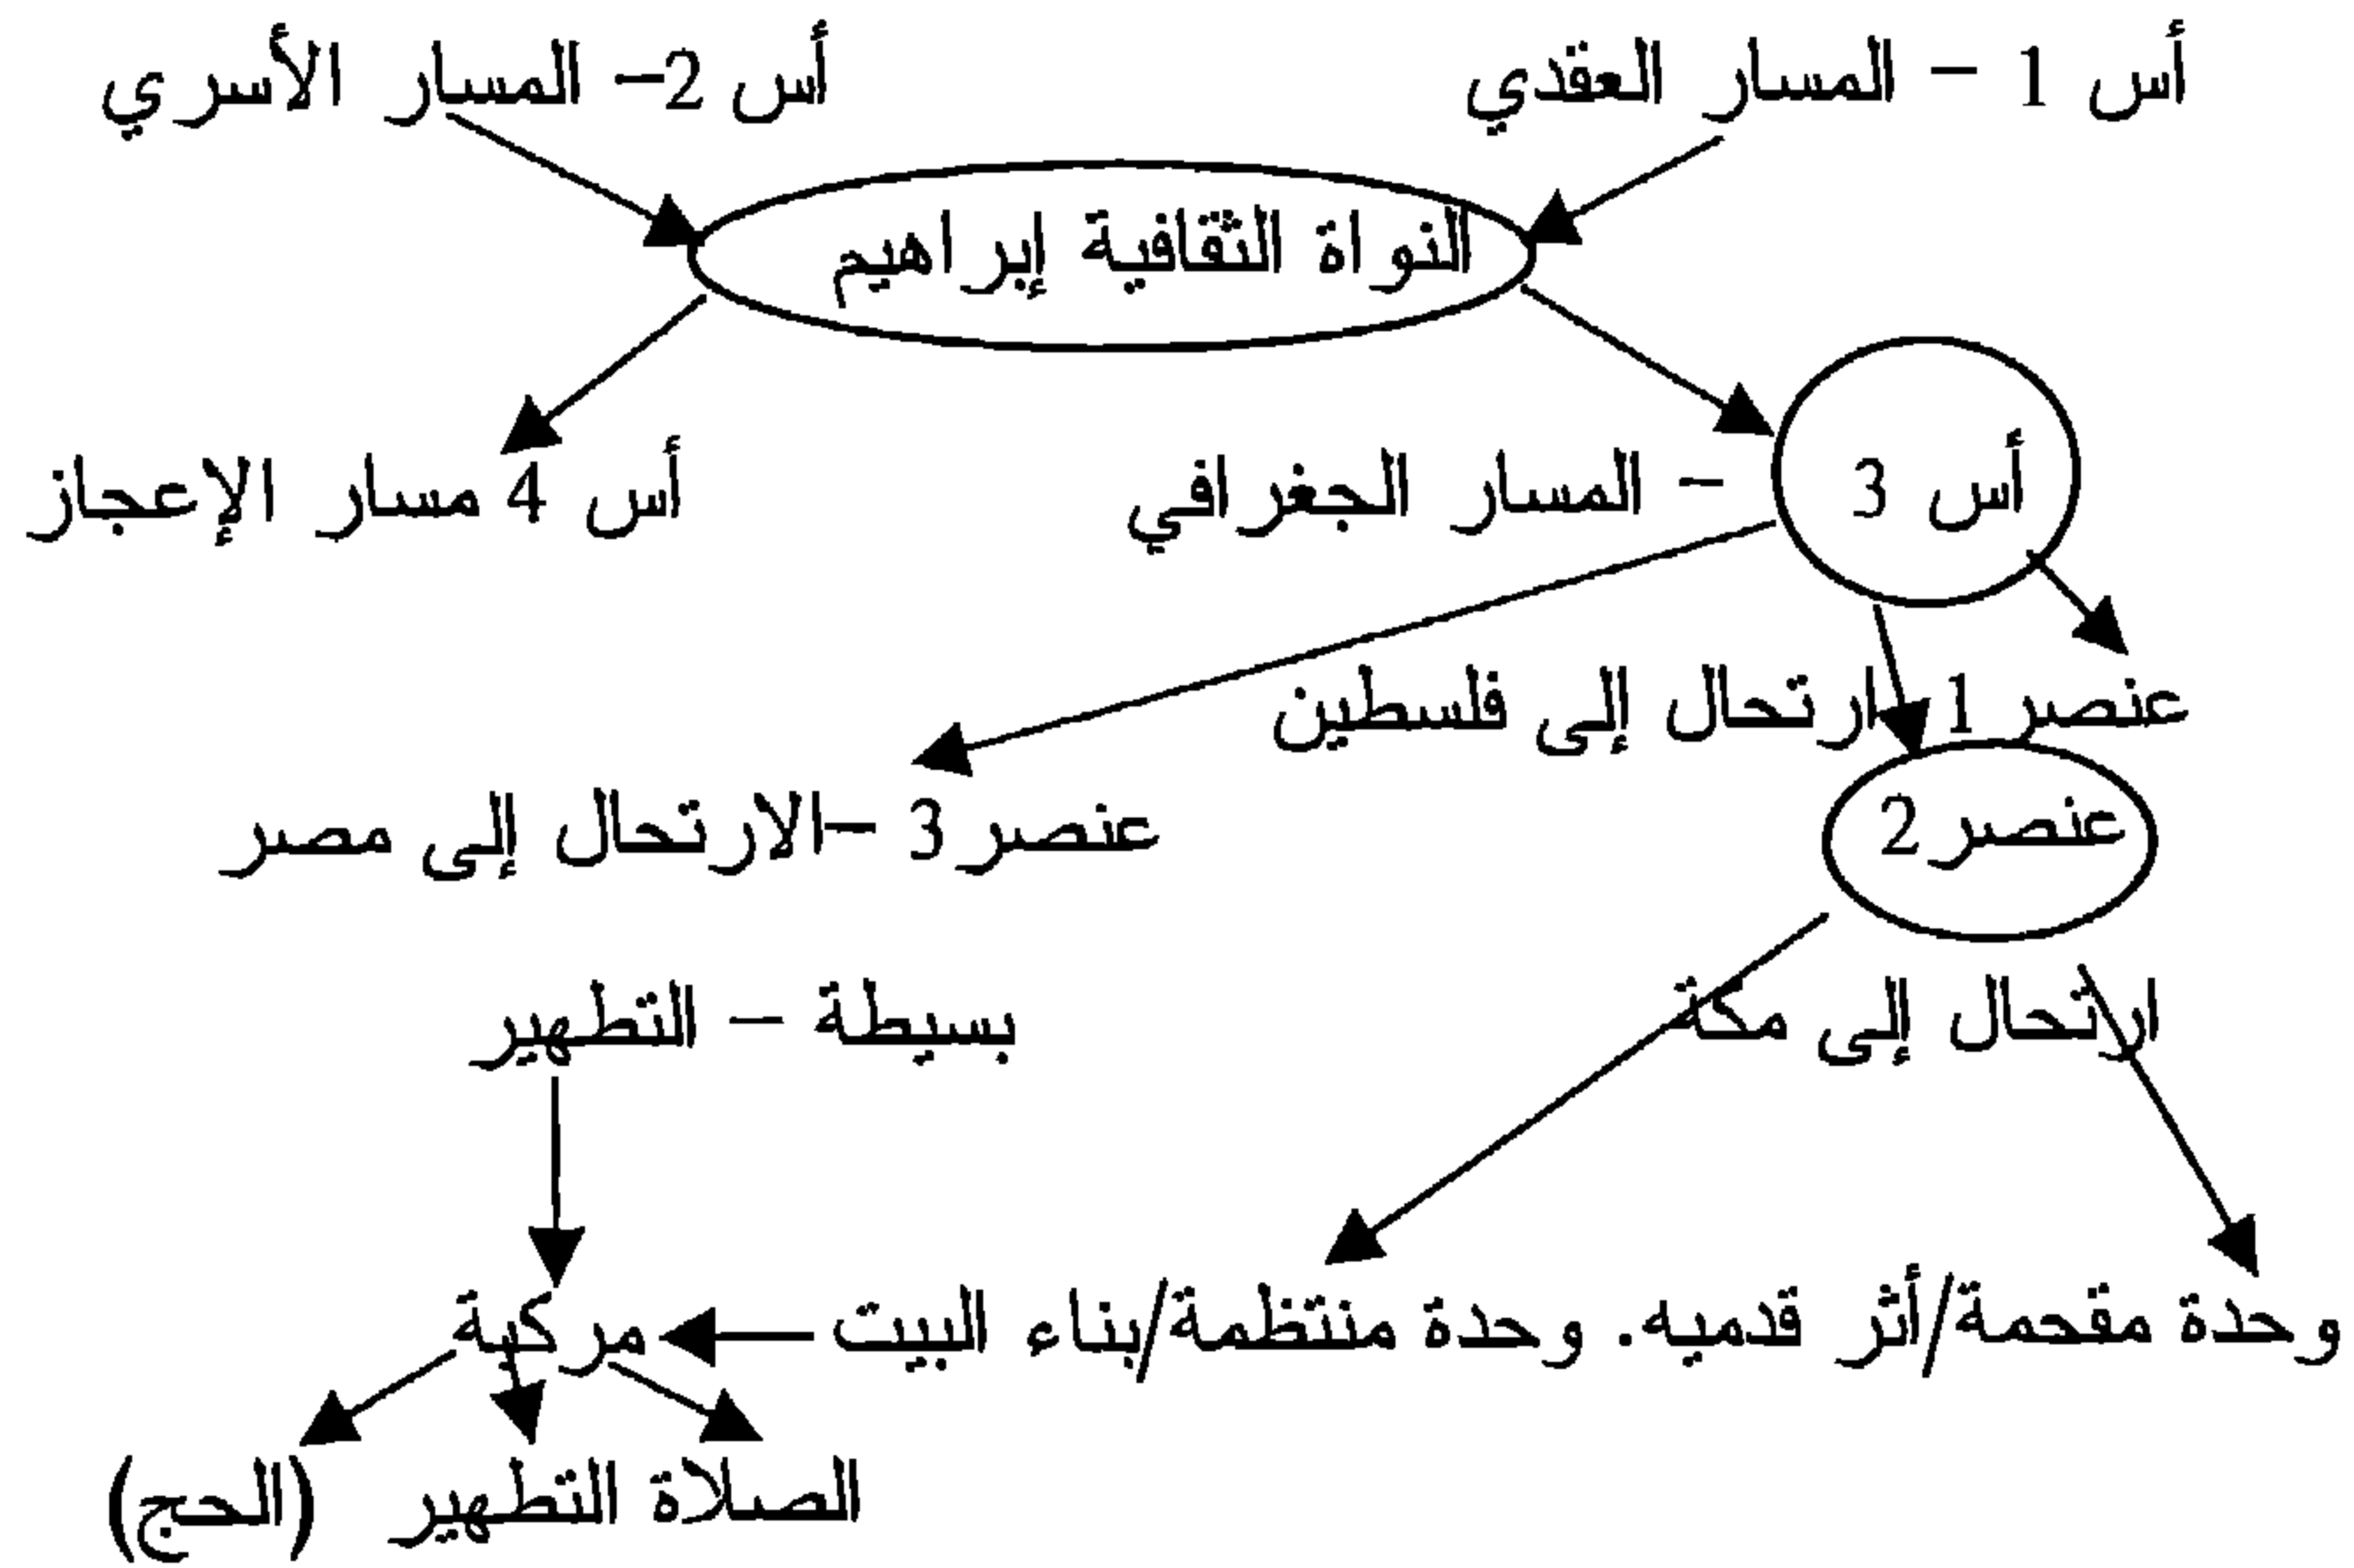 أس 1 – المسار العقدي أس 2– المسار الأسري
النواة الثقافية إبراهيم
أس 3 – المسار الجغرافي أس 4 مسار الإعجاز
عنصر 1 ارتحال إلى فلسطين
عنصر 2 عنصر 3 –الارتحال إلى مصر
ارتحال إلى مكة بسيطة – التطهير
وحدة مقحمة/أثر قدميه. وحدة منتظمة/بناء البيت مركبة
الصلاة التطهير (الحج)